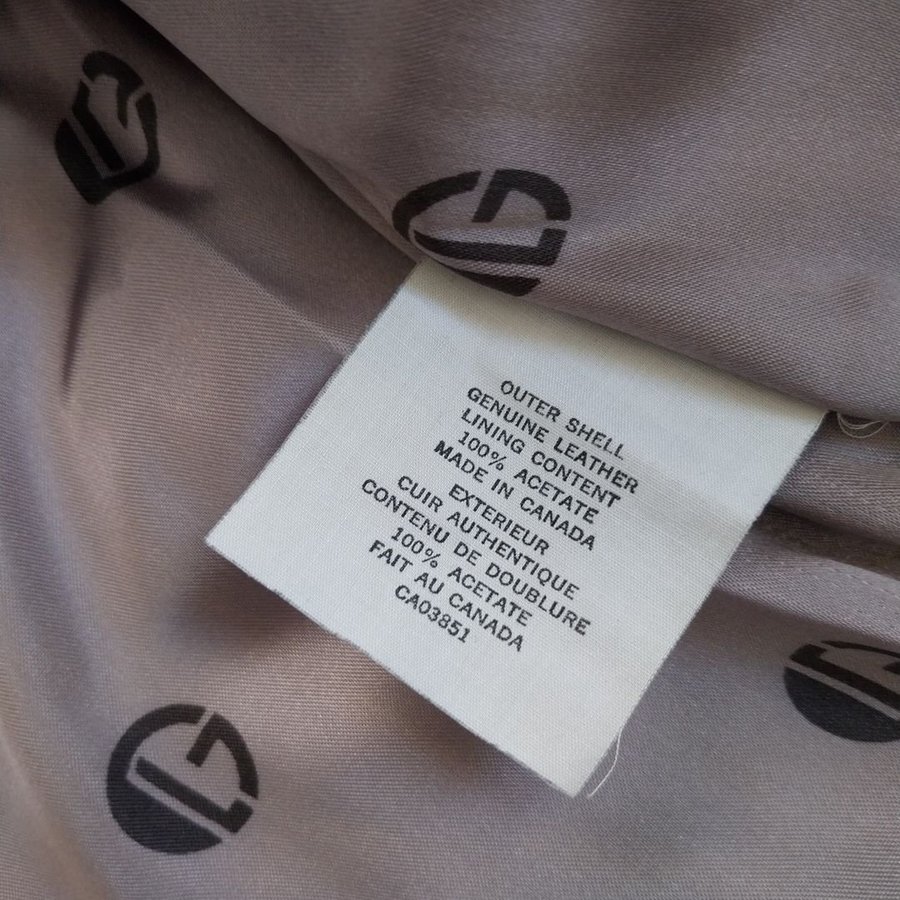 OUTER SHELL
GENUINE LEATHER
LINING CONTENT
100% ACETATE
MADE IN CANADA
EXTERIEUR
CUIR AUTHENTIQUE
CONTENU DE DOUBLURE
100% ACETATE
FAIT AU CANADA
CA03851